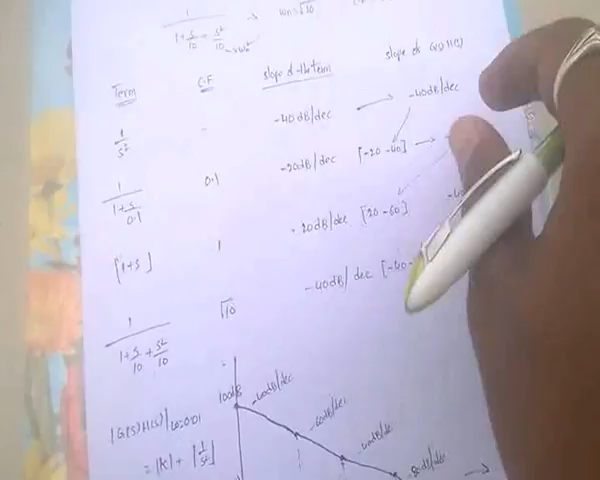 1 / (1+s/10+s²/10) → ωn=√10
Term C.F slope of the term slope of G(s)H(s)
1/s² - -40dB/dec → -40dB/dec
1/(1+s/0.1) 0.1 -20dB/dec [-20-40] →
[1+s] 1 +20dB/dec [20-60]
1/(1+s/10+s²/10) √10 -40dB/dec [-40-
100dB -40dB/dec
-60dB/dec
-40dB/dec
-80dB/dec
|G(s)H(s)|ω=0.01
= |K| + |1/s²|